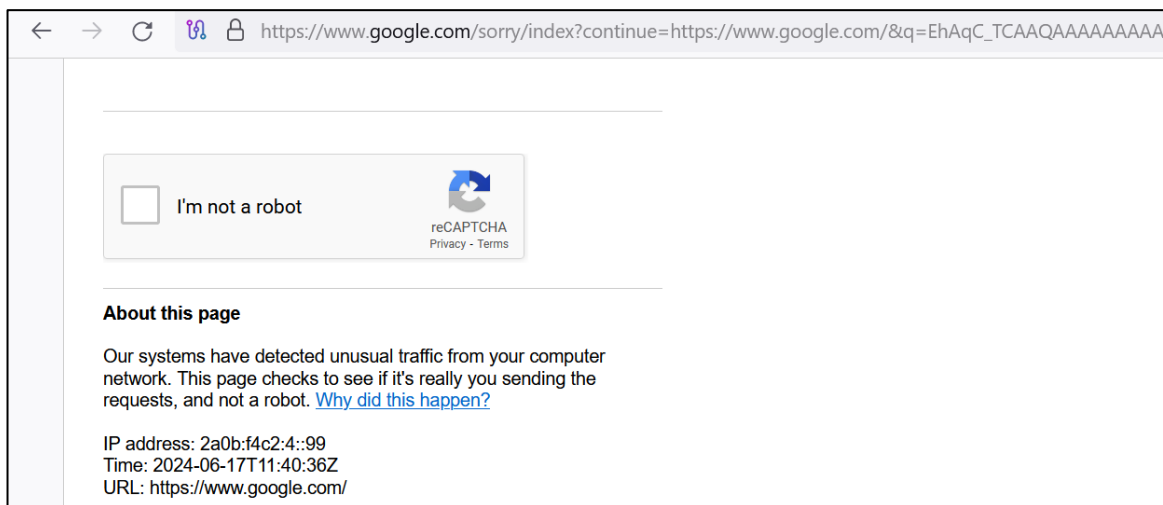 https://www.google.com/sorry/index?continue=https://www.google.com/&q=EhAqC_TCAAQAAAAAAAAA
I'm not a robot
reCAPTCHA
Privacy - Terms
About this page
Our systems have detected unusual traffic from your computer
network. This page checks to see if it's really you sending the
requests, and not a robot. Why did this happen?
IP address: 2a0b:f4c2:4::99
Time: 2024-06-17T11:40:36Z
URL: https://www.google.com/